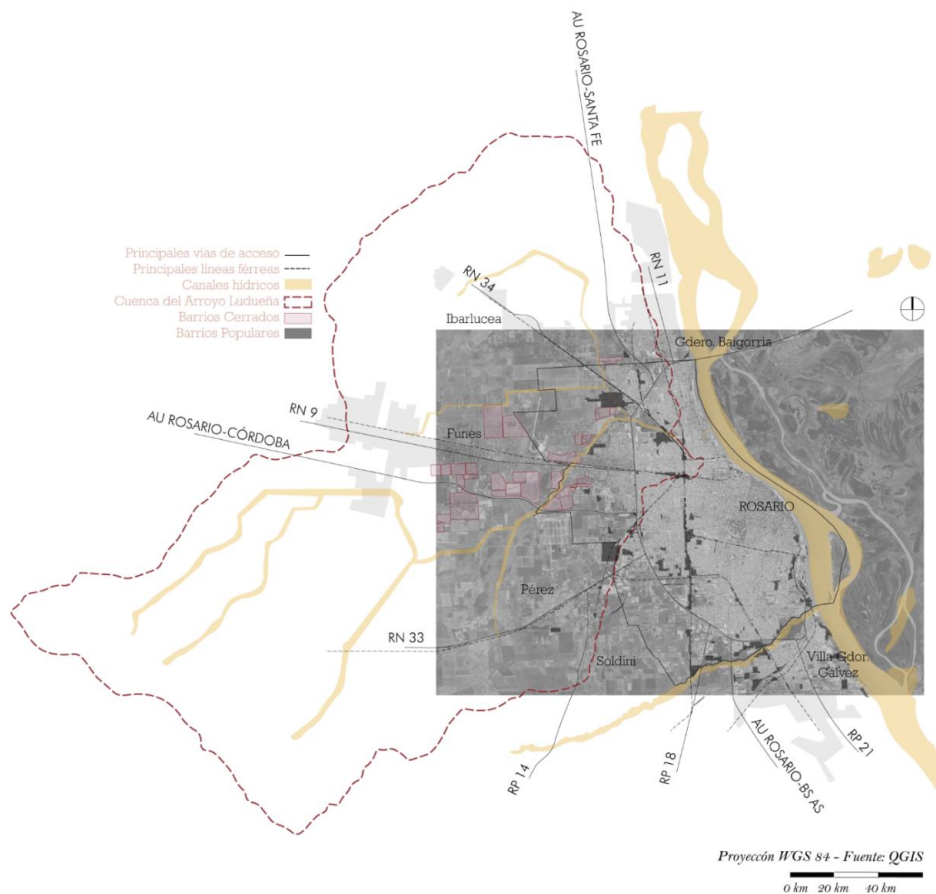 AU ROSARIO-SANTA FE
Principales vías de acceso
Principales líneas férreas
Canales hídricos
Cuenca del Arroyo Ludueña
Barrios Cerrados
Barrios Populares
RN 34
RN 11
Ibarlucea
Gdero. Baigorria
RN 9
AU ROSARIO-CÓRDOBA
Funes
ROSARIO
Pérez
RN 33
Soldini
Villa Gdor.
Gálvez
RP 14
RP 18
AU ROSARIO-BS AS
RP 21
Proyeccón WGS 84 - Fuente: QGIS
0 km 20 km 40 km